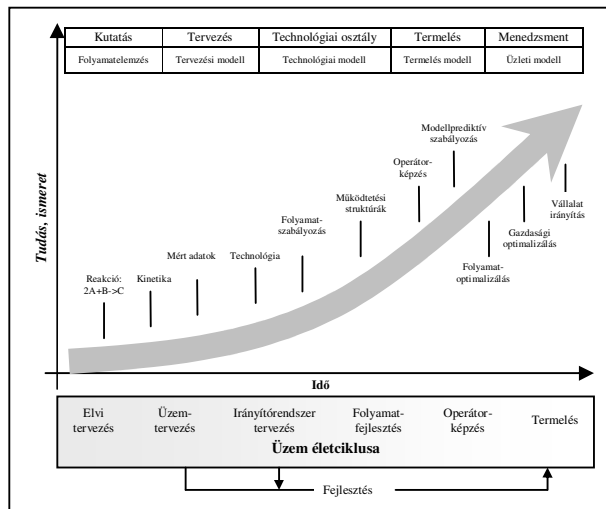 Kutatás Tervezés Technológiai osztály Termelés Menedzsment
Folyamatelemzés Tervezési modell Technológiai modell Termelés modell Üzleti modell
Tudás, ismeret
Modellprediktív
szabályozás
Operátor-
képzés
Működtetési
struktúrák
Folyamat-
szabályozás
Technológia
Mért adatok
Kinetika
Reakció:
2A+B->C
Vállalat
irányítás
Gazdasági
optimalizálás
Folyamat-
optimalizálás
Idő
Elvi
tervezés
Üzem-
tervezés
Irányítórendszer
tervezés
Folyamat-
fejlesztés
Operátor-
képzés
Termelés
Üzem életciklusa
Fejlesztés